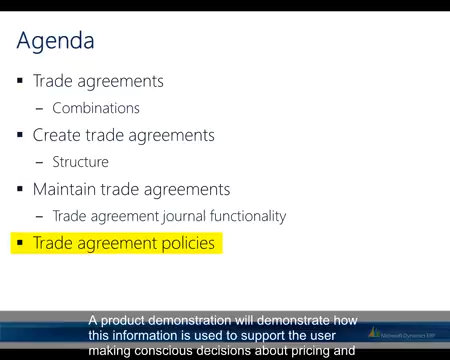 Agenda
▪ Trade agreements
– Combinations
▪ Create trade agreements
– Structure
▪ Maintain trade agreements
– Trade agreement journal functionality
▪ Trade agreement policies
A product demonstration will demonstrate how
this information is used to support the user
making conscious decisions about pricing and
Microsoft Dynamics ERP